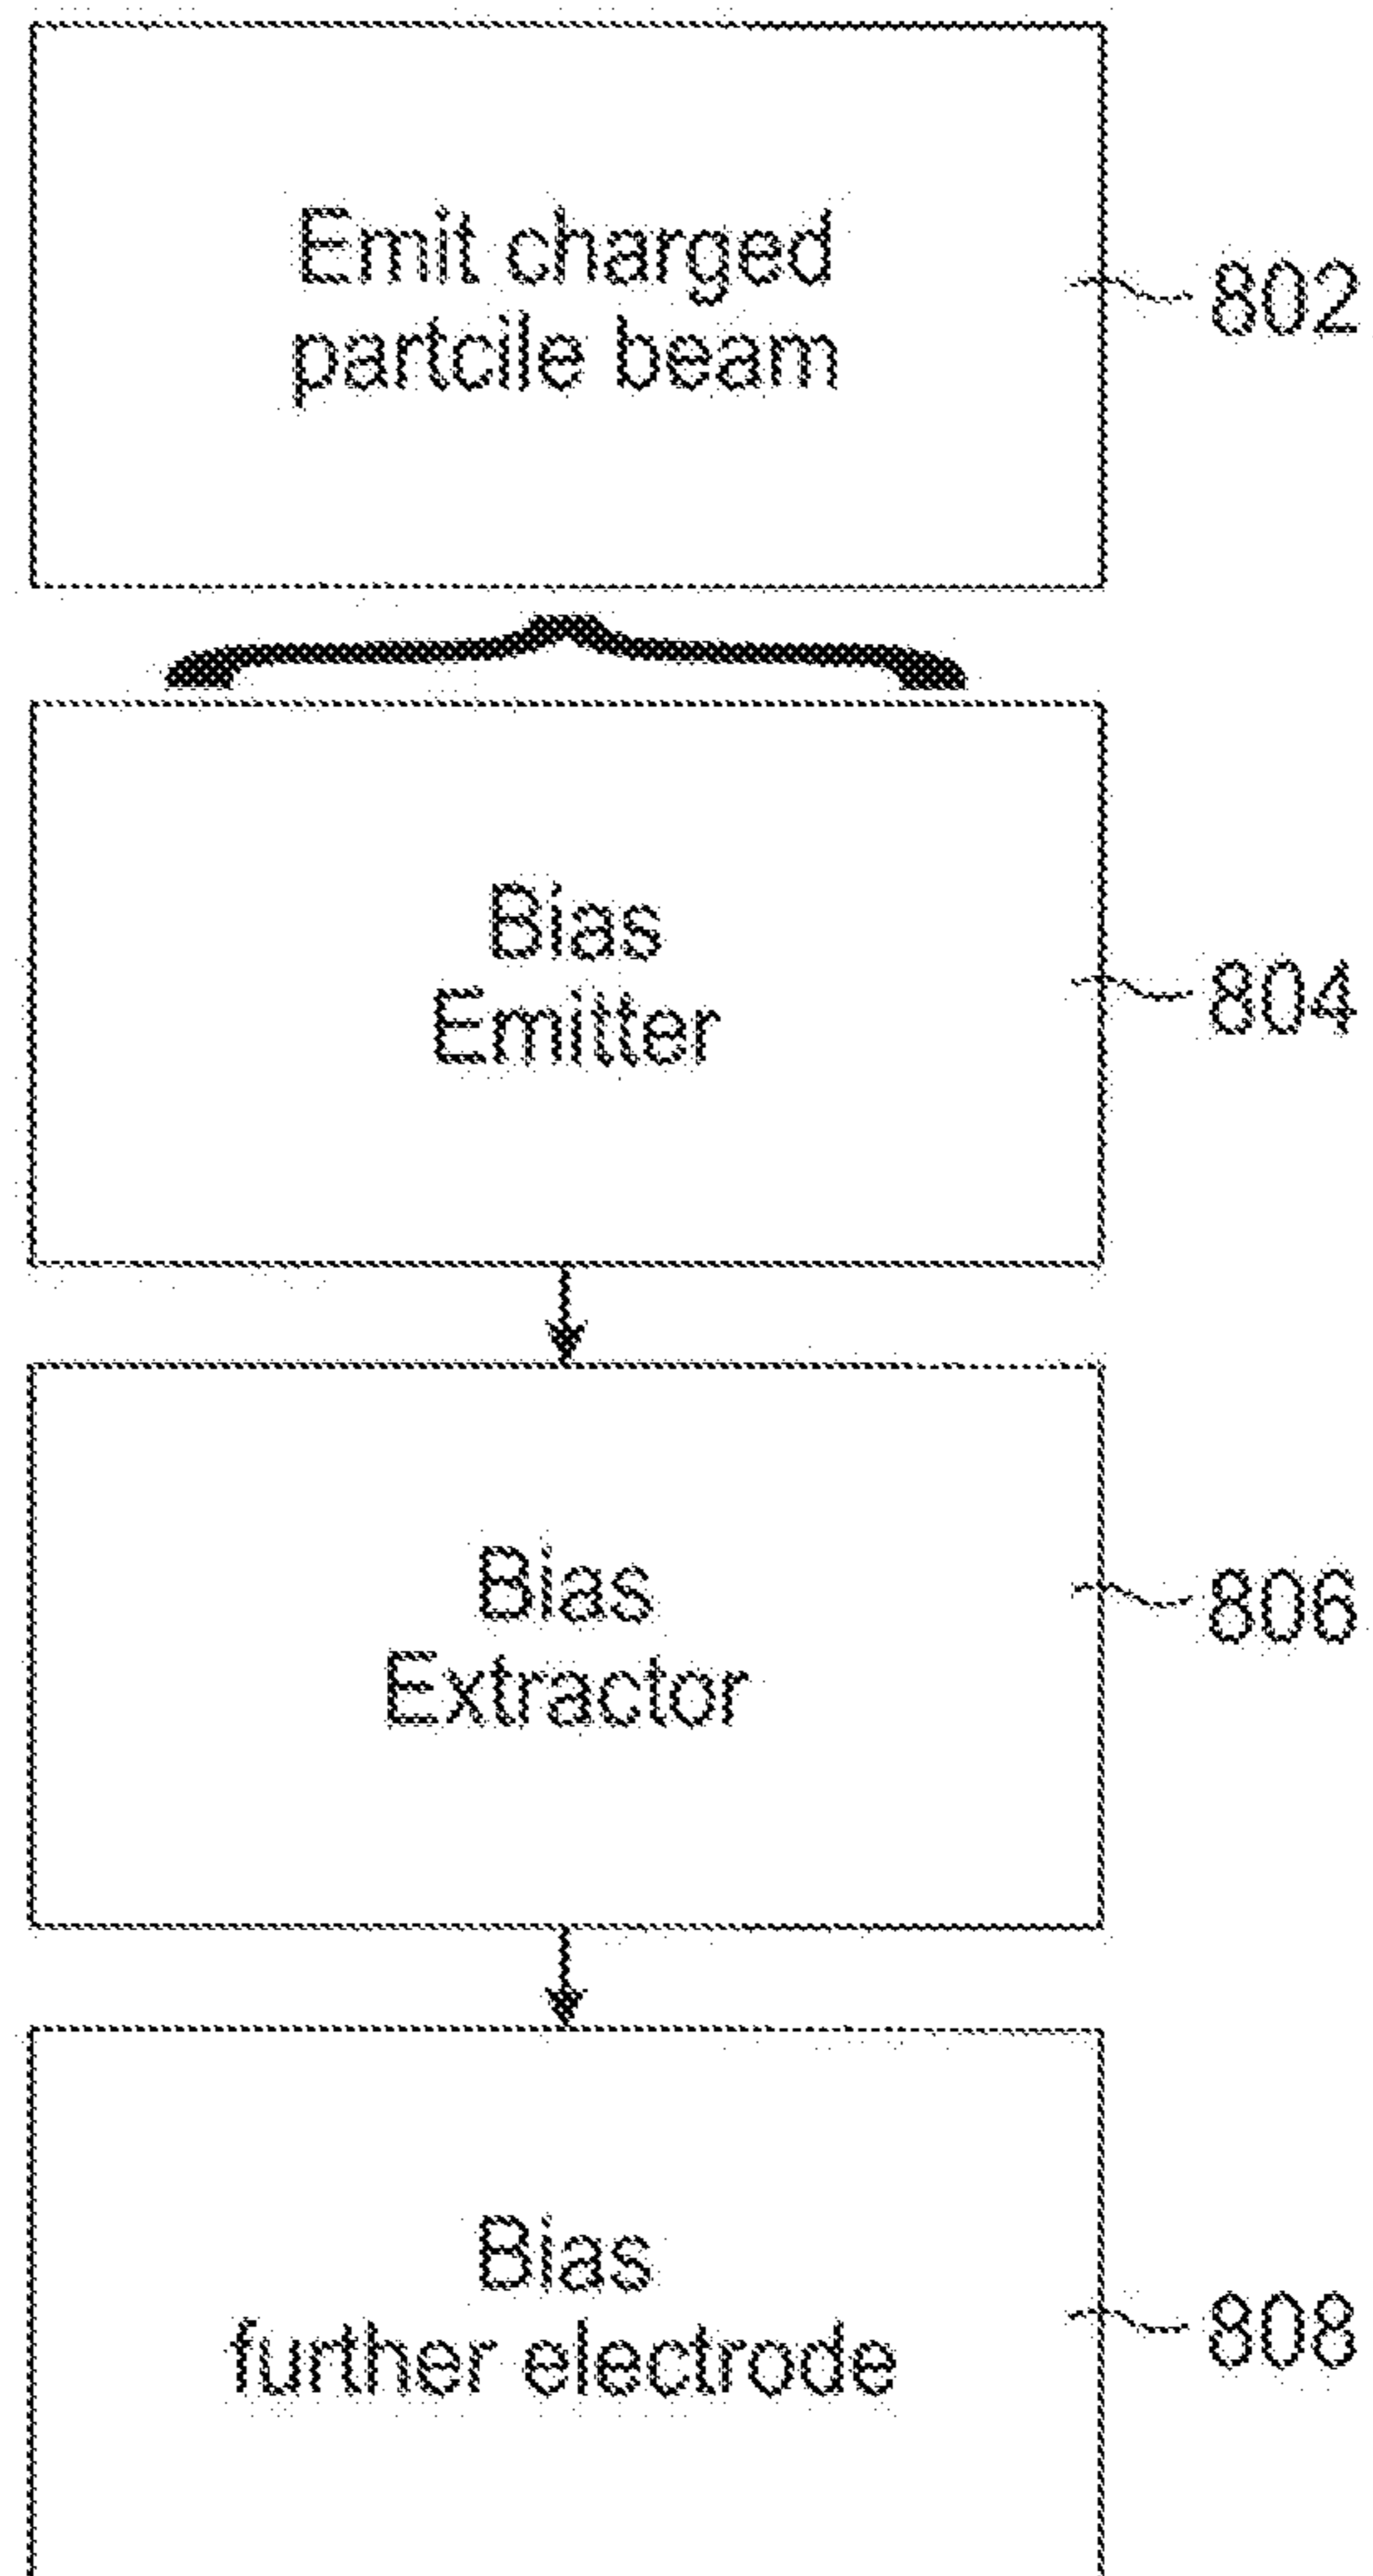 Emit charged
partcile beam
802
Bias
Emitter
804
Bias
Extractor
806
Bias
further electrode
808